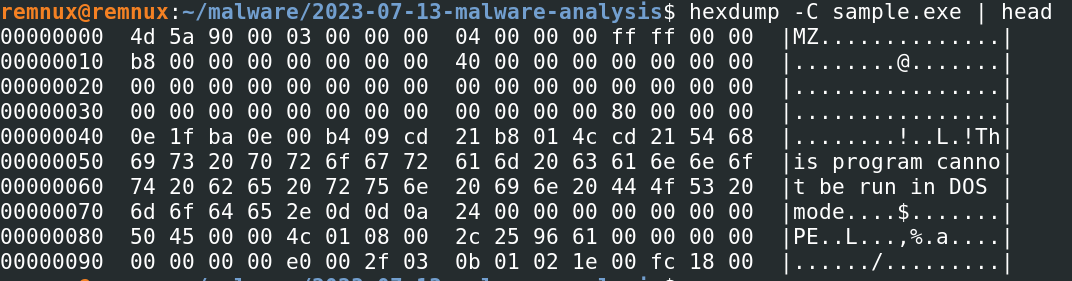 remnux@remnux:~/malware/2023-07-13-malware-analysis$ hexdump -C sample.exe | head
00000000  4d 5a 90 00 03 00 00 00  04 00 00 00 ff ff 00 00  |MZ..............|
00000010  b8 00 00 00 00 00 00 00  40 00 00 00 00 00 00 00  |........@.......|
00000020  00 00 00 00 00 00 00 00  00 00 00 00 00 00 00 00  |................|
00000030  00 00 00 00 00 00 00 00  00 00 00 00 80 00 00 00  |................|
00000040  0e 1f ba 0e 00 b4 09 cd  21 b8 01 4c cd 21 54 68  |........!..L.!Th|
00000050  69 73 20 70 72 6f 67 72  61 6d 20 63 61 6e 6e 6f  |is program canno|
00000060  74 20 62 65 20 72 75 6e  20 69 6e 20 44 4f 53 20  |t be run in DOS |
00000070  6d 6f 64 65 2e 0d 0d 0a  24 00 00 00 00 00 00 00  |mode....$.......|
00000080  50 45 00 00 4c 01 08 00  2c 25 96 61 00 00 00 00  |PE..L...,%.a....|
00000090  00 00 00 00 e0 00 2f 03  0b 01 02 1e 00 fc 18 00  |....../.........|